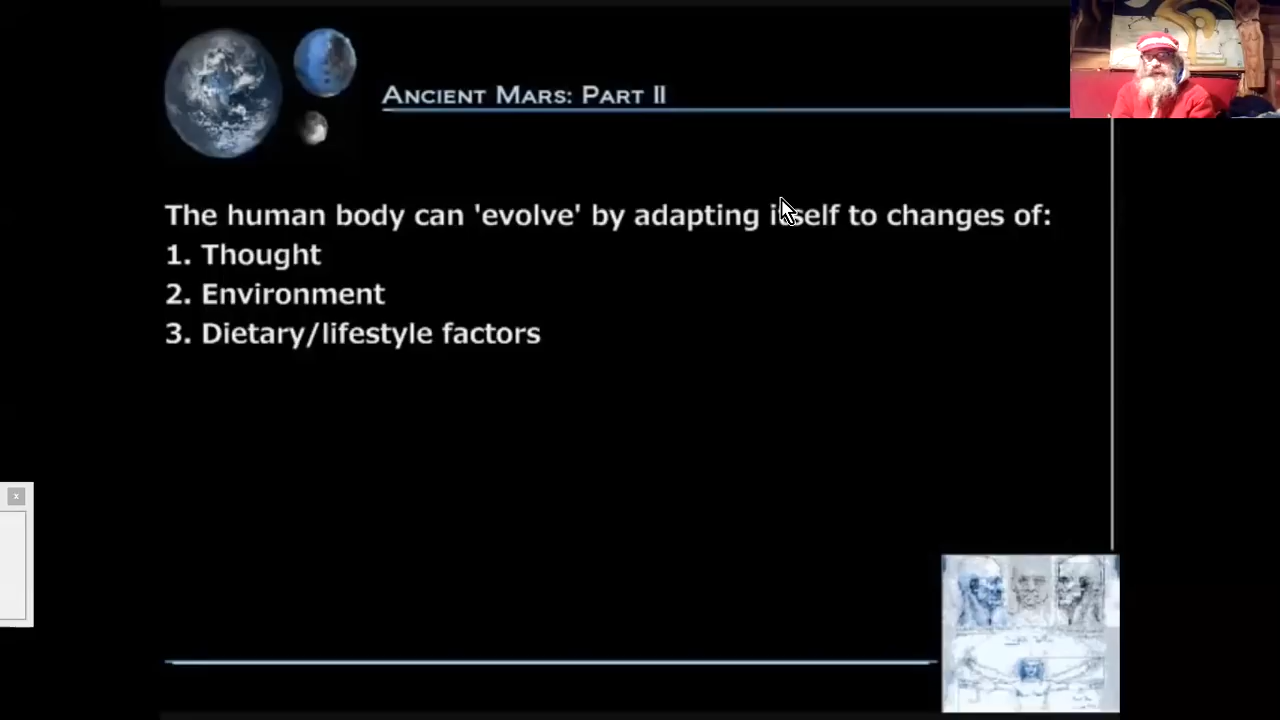 Ancient Mars: Part II
The human body can 'evolve' by adapting itself to changes of:
1. Thought
2. Environment
3. Dietary/lifestyle factors
x